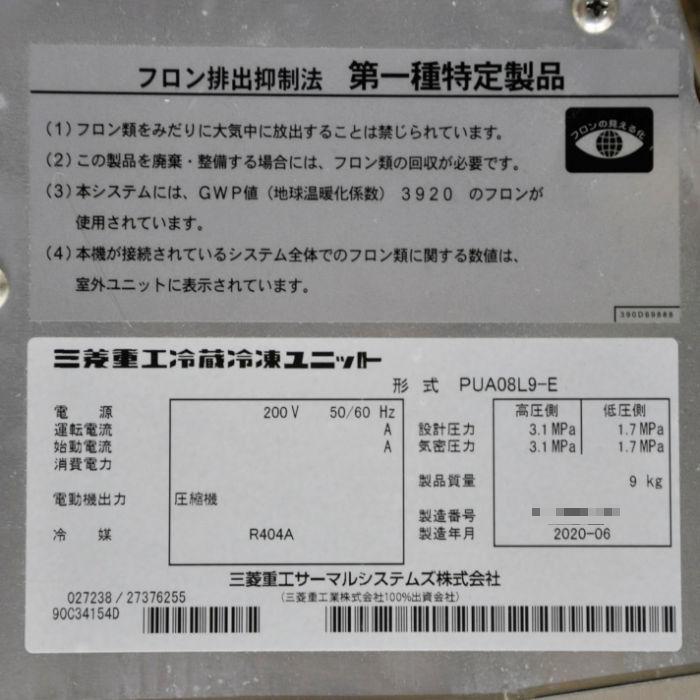 フロン排出抑制法 第一種特定製品
(1)フロン類をみだりに大気中に放出することは禁じられています。
(2)この製品を廃棄・整備する場合には、フロン類の回収が必要です。
(3)本システムには、GWP値(地球温暖化係数)3920 のフロンが
使用されています。
(4)本機が接続されているシステム全体でのフロン類に関する数値は、
室外ユニットに表示されています。
フロンの見える化
390D69888
三菱重工冷蔵冷凍ユニット
形式 PUA08L9-E
電源 200V 50/60 Hz
運転電流 A
始動電流 A
消費電力
電動機出力 圧縮機
冷媒 R404A
高圧側 低圧側
設計圧力 3.1 MPa 1.7 MPa
気密圧力 3.1 MPa 1.7 MPa
製品質量 9 kg
製造番号
製造年月 2020-06
三菱重工サーマルシステムズ株式会社
(三菱重工業株式会社100%出資会社)
027238/27376255
90C34154D